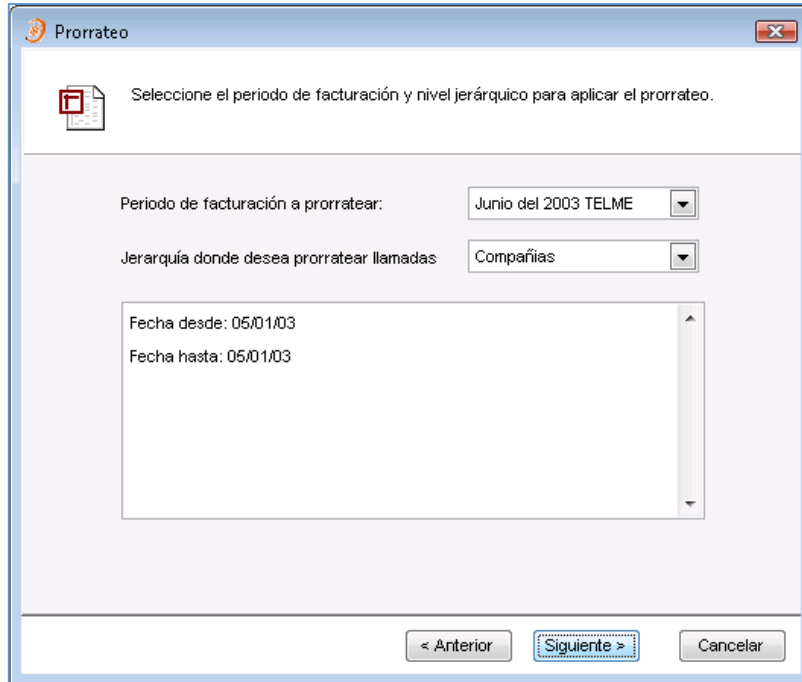 Prorrateo
Seleccione el periodo de facturación y nivel jerárquico para aplicar el prorrateo.
Periodo de facturación a prorratear:
Junio del 2003 TELME
Jerarquía donde desea prorratear llamadas
Compañias
Fecha desde: 05/01/03
Fecha hasta: 05/01/03
< Anterior
Siguiente >
Cancelar